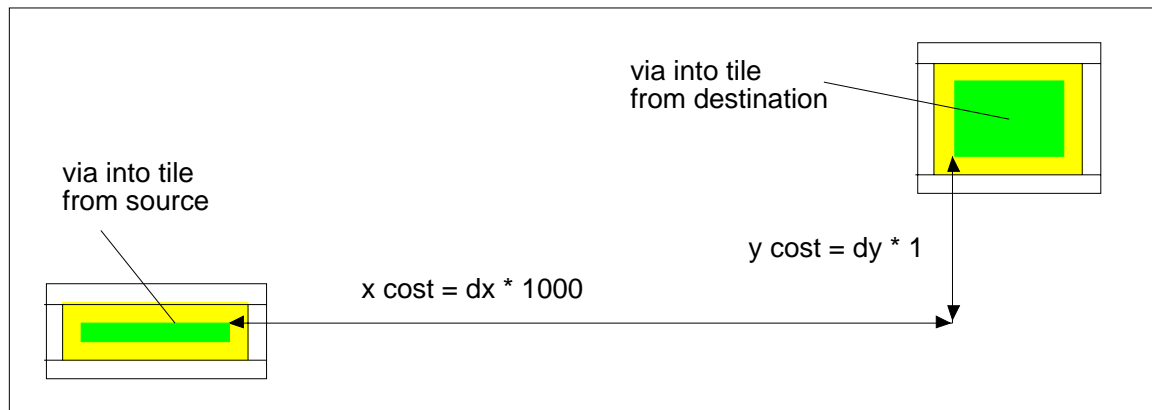 via into tile
from destination
via into tile
from source
y cost = dy * 1
x cost = dx * 1000